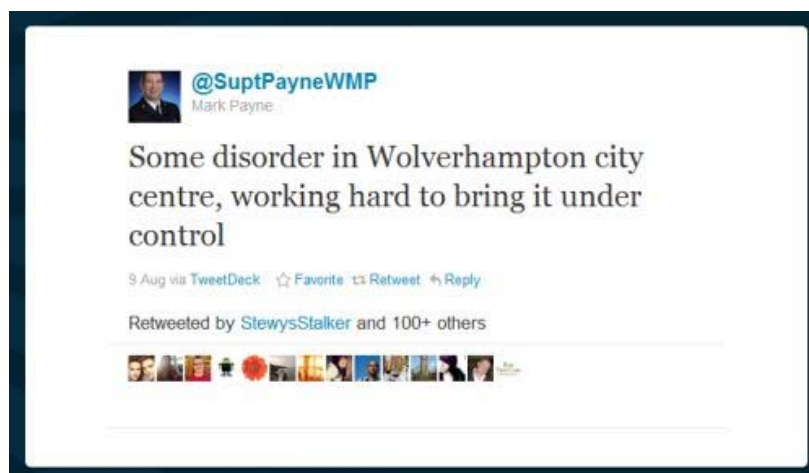 @SuptPayneWMP
Mark Payne
Some disorder in Wolverhampton city
centre, working hard to bring it under
control
9 Aug via TweetDeck Favorite Retweet Reply
Retweeted by StewysStalker and 100+ others